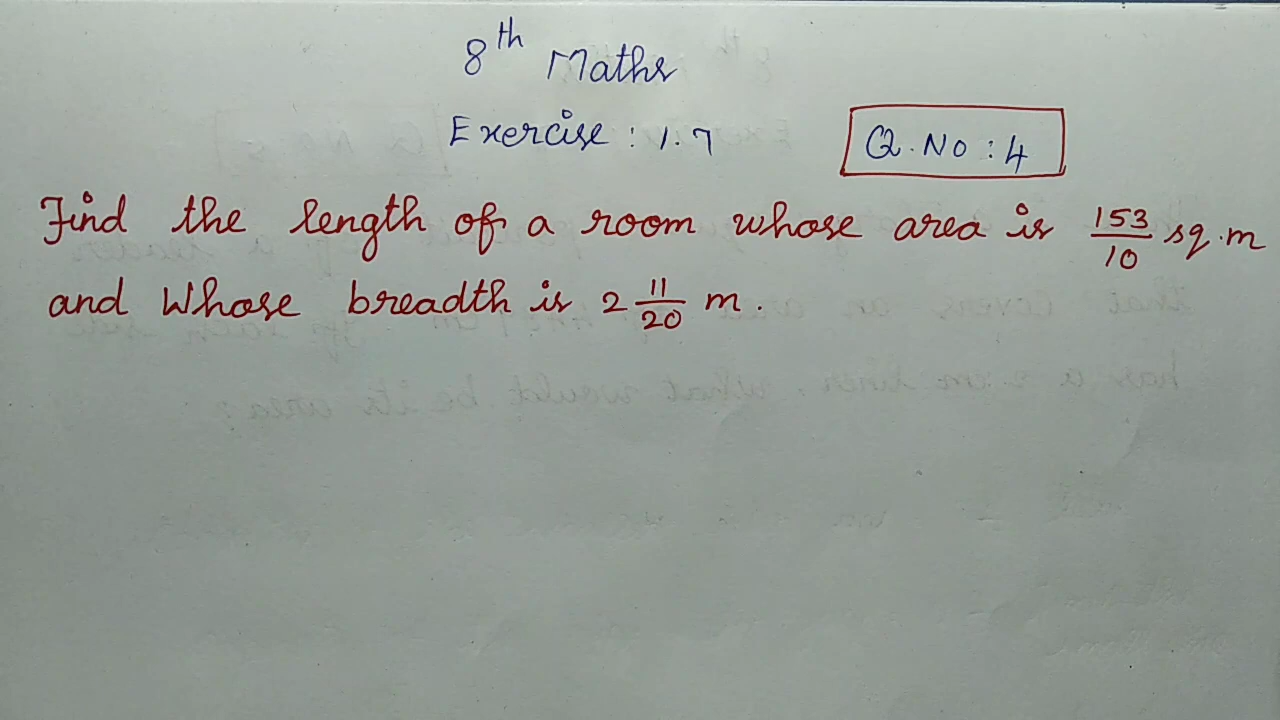 8th Maths
Exercise : 1.7
Q. No : 4
Find the length of a room whose area is 153/10 sq.m
and Whose breadth is 2 11/20 m.